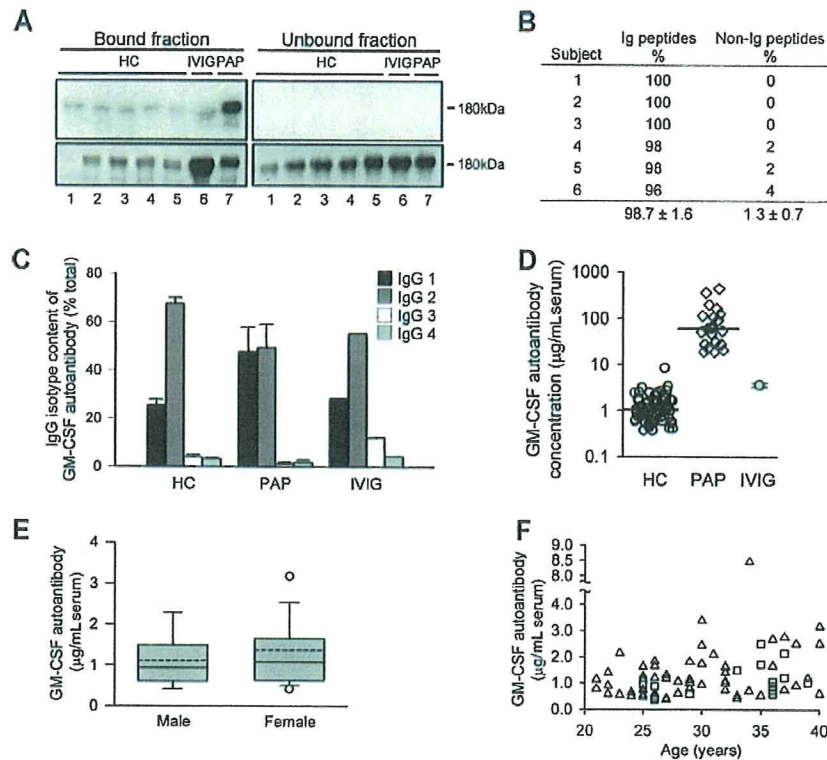 A
Bound fraction
Unbound fraction
HC IVIG PAP
HC IVIG PAP
180kDa
180kDa
180kDa
1 2 3 4 5 6 7
1 2 3 4 5 6 7
B
Subject Ig peptides % Non-Ig peptides %
1 100 0
2 100 0
3 100 0
4 98 2
5 98 2
6 96 4
98.7 ± 1.6 1.3 ± 0.7
C
IgG isotype content of
GM-CSF autoantibody (% total)
80
60
40
20
0
IgG 1
IgG 2
IgG 3
IgG 4
HC PAP IVIG
D
GM-CSF autoantibody
concentration (µg/mL serum)
1000
100
10
1
0.1
HC PAP IVIG
E
GM-CSF autoantibody
(µg/mL serum)
4
3
2
1
0
Male Female
F
GM-CSF autoantibody
(µg/mL serum)
9.0
8.5
8.0
4.0
3.0
2.0
1.0
0.0
20 25 30 35 40
Age (years)